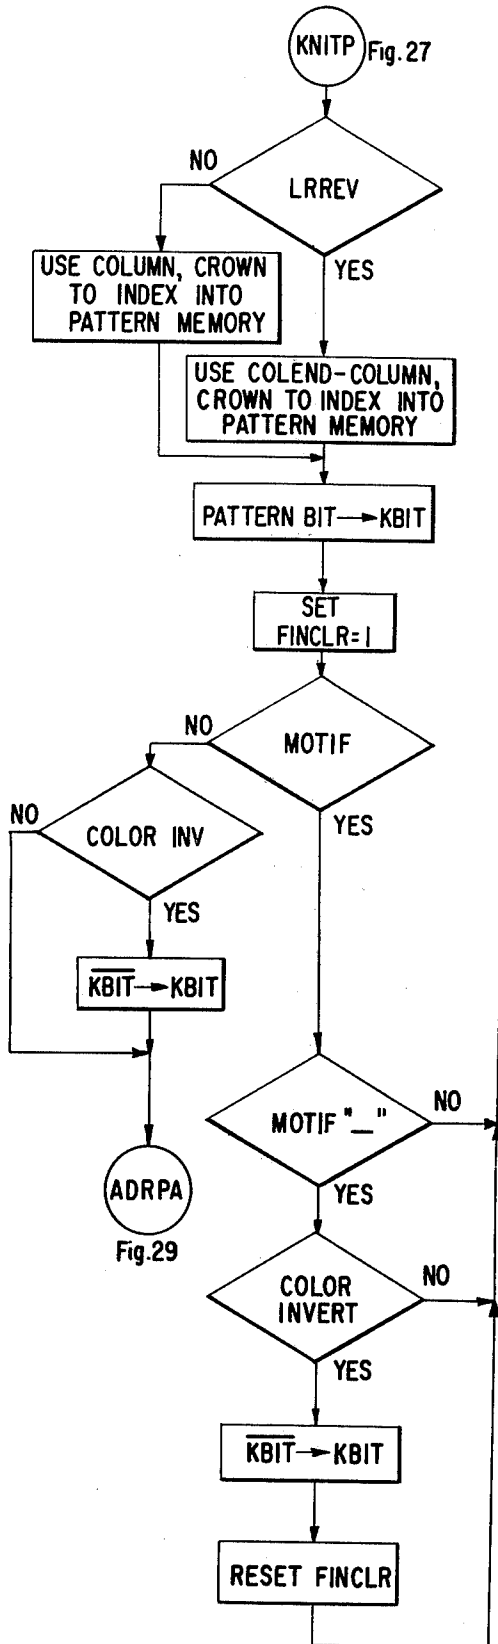 KNITP Fig.27
LRREV
NO
YES
USE COLUMN, CROWN
TO INDEX INTO
PATTERN MEMORY
USE COLEND-COLUMN,
CROWN TO INDEX INTO
PATTERN MEMORY
PATTERN BIT→KBIT
SET
FINCLR=1
MOTIF
NO
YES
COLOR INV
NO
YES
K̅B̅I̅T̅→KBIT
ADRPA
Fig.29
MOTIF "_"
NO
YES
COLOR
INVERT
NO
YES
K̅B̅I̅T̅→KBIT
RESET FINCLR